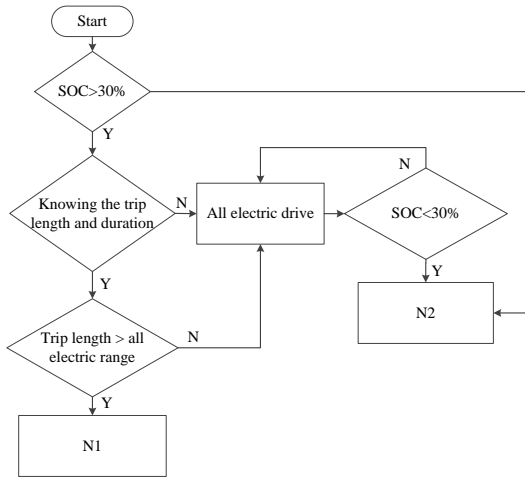 Start
SOC>30%
Y
N
Knowing the trip
length and duration
N
All electric drive
SOC<30%
Y
Y
N2
Trip length > all
electric range
N
Y
N1